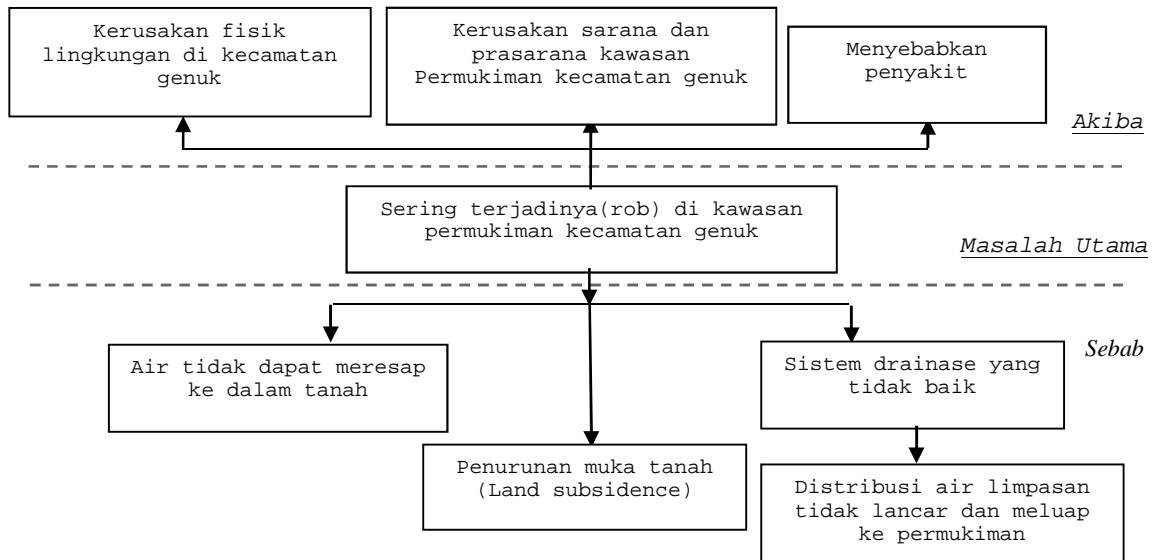 Kerusakan fisik
lingkungan di kecamatan
genuk
Kerusakan sarana dan
prasarana kawasan
Permukiman kecamatan genuk
Menyebabkan
penyakit
Akiba
Sering terjadinya(rob) di kawasan
permukiman kecamatan genuk
Masalah Utama
Air tidak dapat meresap
ke dalam tanah
Sistem drainase yang
tidak baik
Sebab
Penurunan muka tanah
(Land subsidence)
Distribusi air limpasan
tidak lancar dan meluap
ke permukiman